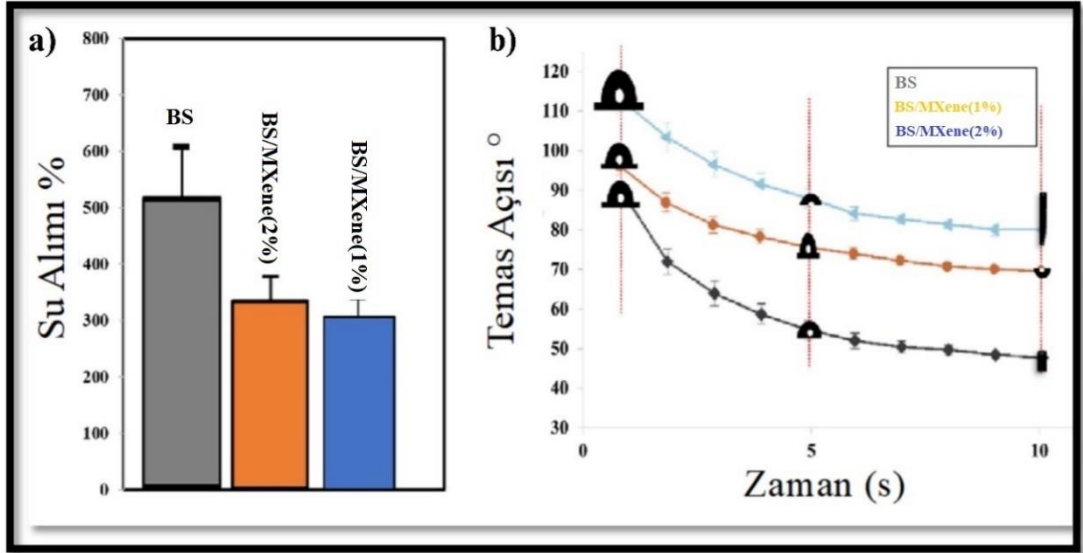 a)
Su Alımı %
800
700
600
500
400
300
200
100
0
BS
BS/MXene(2%)
BS/MXene(1%)
b)
Temas Açısı °
120
110
100
90
80
70
60
50
40
30
0
5
10
Zaman (s)
BS
BS/MXene(1%)
BS/MXene(2%)